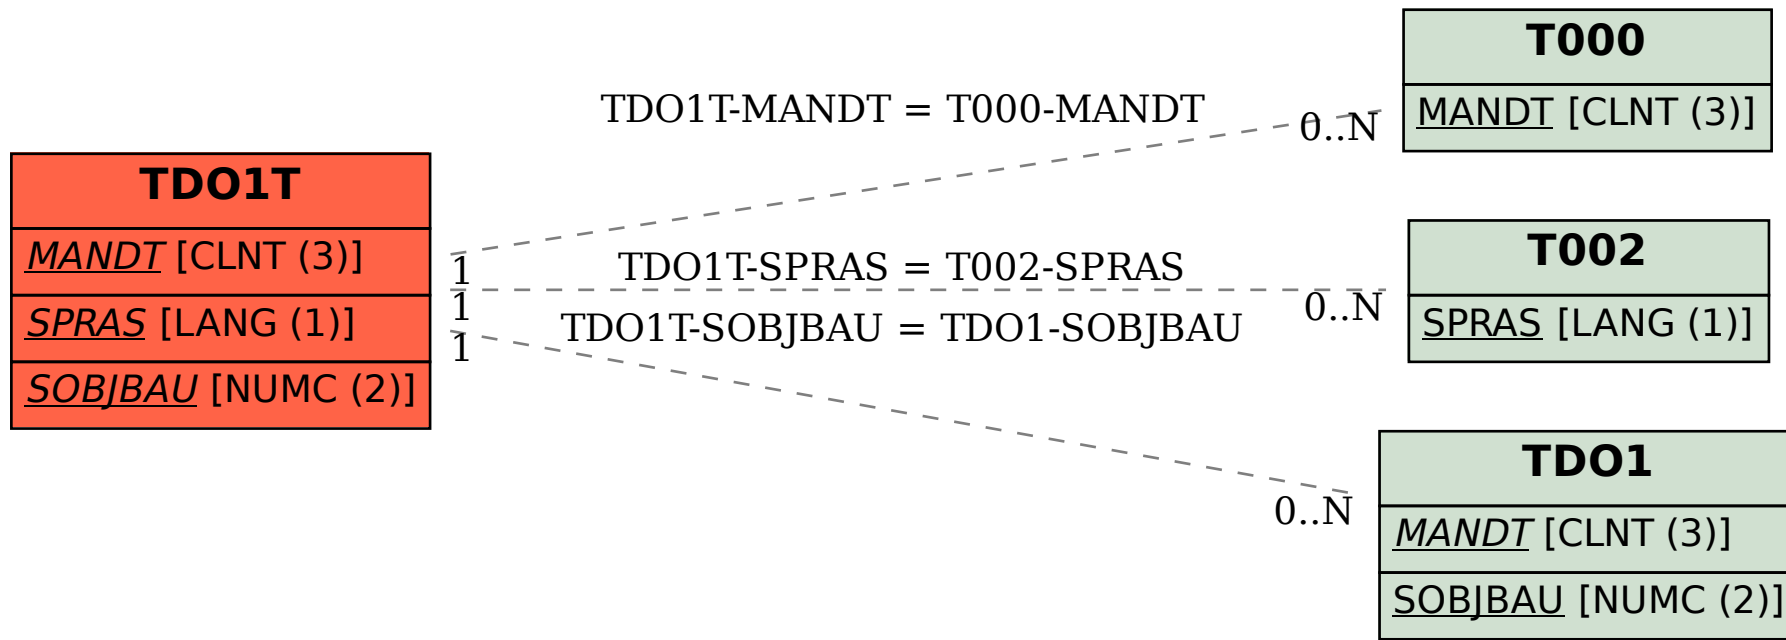 TDO1T
MANDT [CLNT (3)]
SPRAS [LANG (1)]
SOBJBAU [NUMC (2)]
TDO1T-MANDT = T000-MANDT
0..N
1
TDO1T-SPRAS = T002-SPRAS
0..N
1
TDO1T-SOBJBAU = TDO1-SOBJBAU
1
0..N
T000
MANDT [CLNT (3)]
T002
SPRAS [LANG (1)]
TDO1
MANDT [CLNT (3)]
SOBJBAU [NUMC (2)]